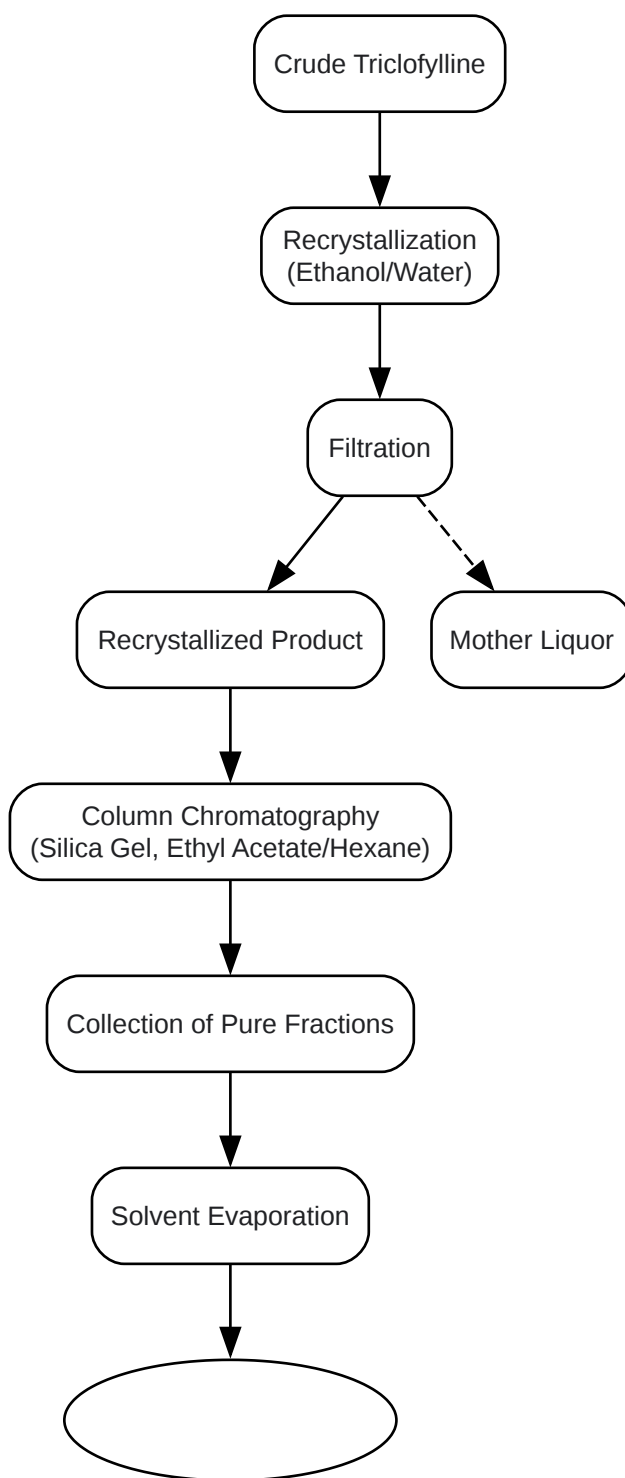 Crude Triclofylline
Recrystallization
(Ethanol/Water)
Filtration
Recrystallized Product
Mother Liquor
Column Chromatography
(Silica Gel, Ethyl Acetate/Hexane)
Collection of Pure Fractions
Solvent Evaporation